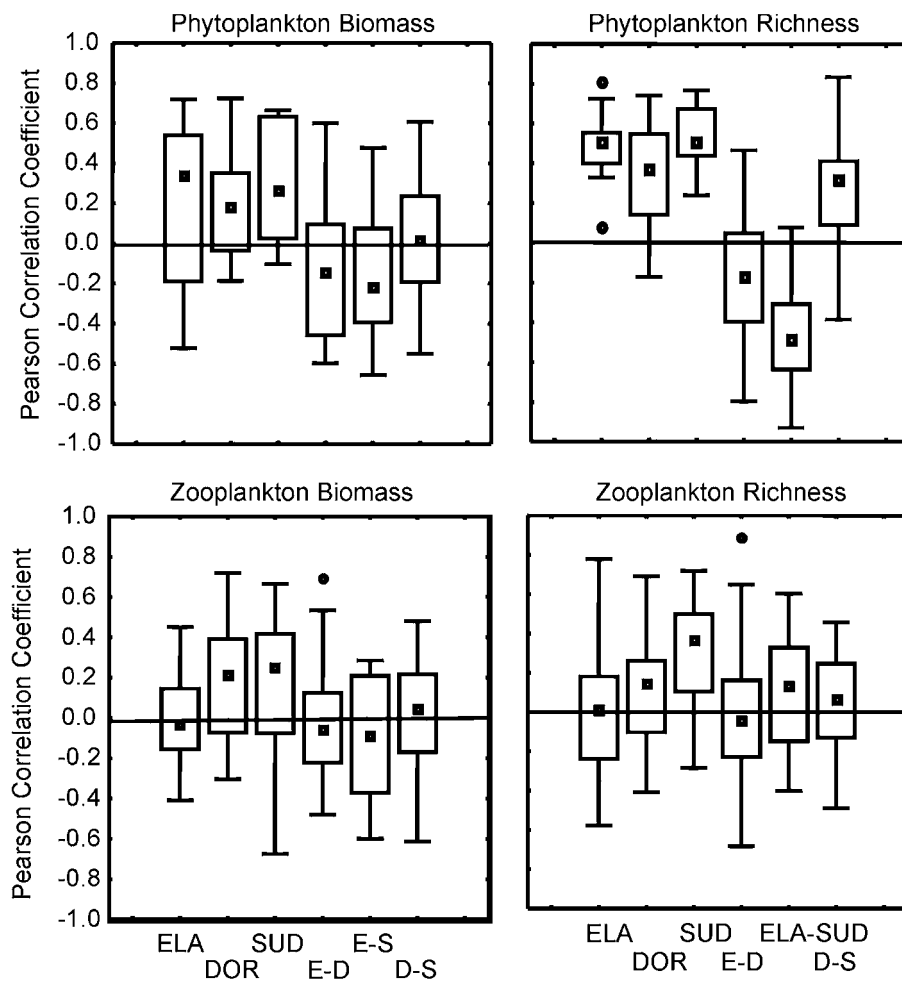 Phytoplankton Biomass
Phytoplankton Richness
Pearson Correlation Coefficient
1.0
0.8
0.6
0.4
0.2
0.0
-0.2
-0.4
-0.6
-0.8
-1.0
Zooplankton Biomass
Zooplankton Richness
Pearson Correlation Coefficient
1.0
0.8
0.6
0.4
0.2
0.0
-0.2
-0.4
-0.6
-0.8
-1.0
ELA SUD E-S
DOR E-D D-S
ELA SUD ELA-SUD
DOR E-D D-S